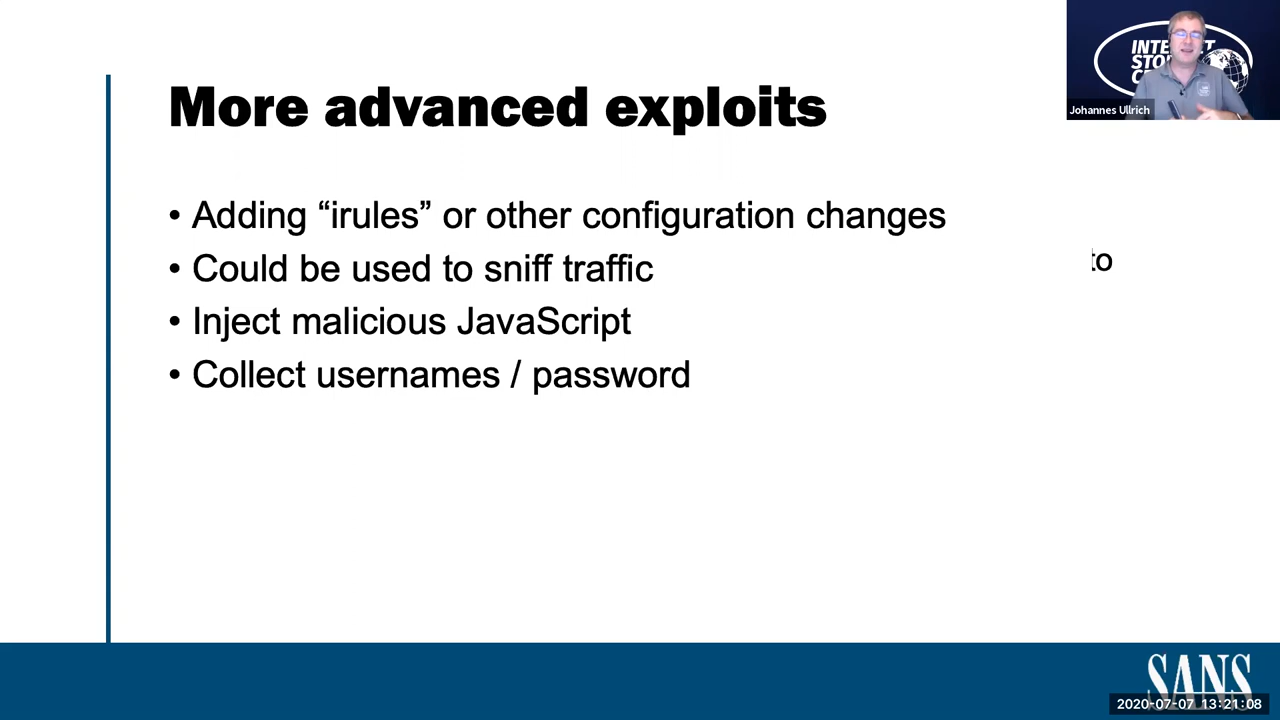 More advanced exploits
• Adding “irules” or other configuration changes
• Could be used to sniff traffic
• Inject malicious JavaScript
• Collect usernames / password
to
Johannes Ullrich
SANS
2020-07-07 13:21:08